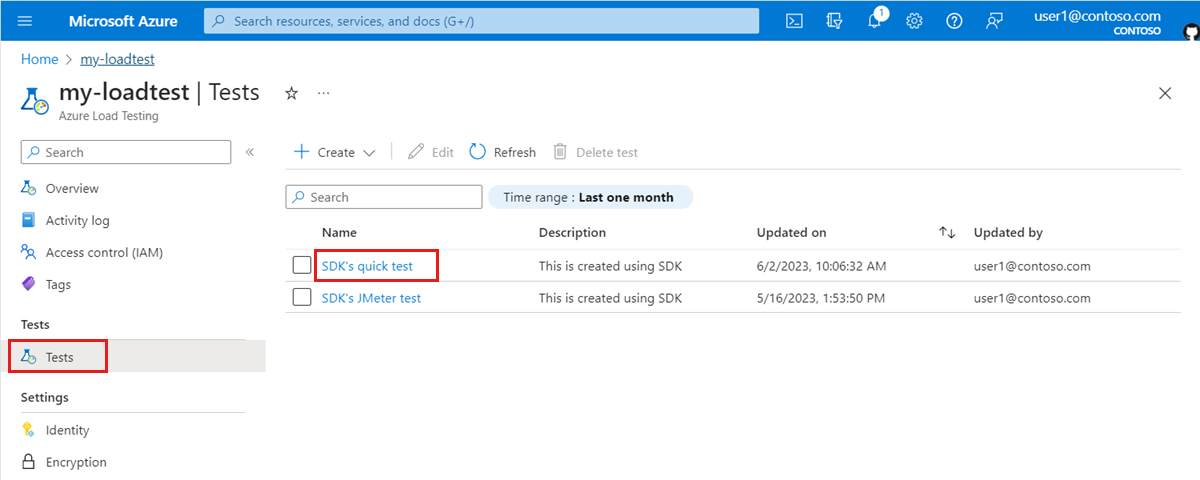 Microsoft Azure
Search resources, services, and docs (G+/)
1
user1@contoso.com
CONTOSO
Home > my-loadtest
my-loadtest | Tests
...
Azure Load Testing
Search
«
Overview
Activity log
Access control (IAM)
Tags
Tests
Tests
Settings
Identity
Encryption
Create
Edit
Refresh
Delete test
Search
Time range : Last one month
Name Description Updated on Updated by
SDK's quick test This is created using SDK 6/2/2023, 10:06:32 AM user1@contoso.com
SDK's JMeter test This is created using SDK 5/16/2023, 1:53:50 PM user1@contoso.com